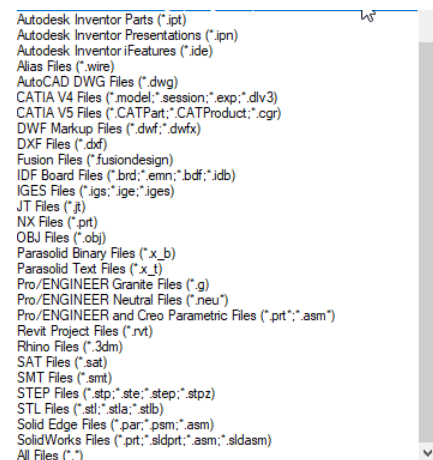 Autodesk Inventor Parts (*.ipt)
Autodesk Inventor Presentations (*.ipn)
Autodesk Inventor iFeatures (*.ide)
Alias Files (*.wire)
AutoCAD DWG Files (*.dwg)
CATIA V4 Files (*.model;*.session;*.exp;*.dlv3)
CATIA V5 Files (*.CATPart;*.CATProduct;*.cgr)
DWF Markup Files (*.dwf;*.dwfx)
DXF Files (*.dxf)
Fusion Files (*.fusiondesign)
IDF Board Files (*.brd;*.emn;*.bdf;*.idb)
IGES Files (*.igs;*.ige;*.iges)
JT Files (*.jt)
NX Files (*.prt)
OBJ Files (*.obj)
Parasolid Binary Files (*.x_b)
Parasolid Text Files (*.x_t)
Pro/ENGINEER Granite Files (*.g)
Pro/ENGINEER Neutral Files (*.neu*)
Pro/ENGINEER and Creo Parametric Files (*.prt*;*.asm*)
Revit Project Files (*.rvt)
Rhino Files (*.3dm)
SAT Files (*.sat)
SMT Files (*.smt)
STEP Files (*.stp;*.ste;*.step;*.stpz)
STL Files (*.stl;*.stla;*.stlb)
Solid Edge Files (*.par;*.psm;*.asm)
SolidWorks Files (*.prt;*.sldprt;*.asm;*.sldasm)
All Files (*.*)